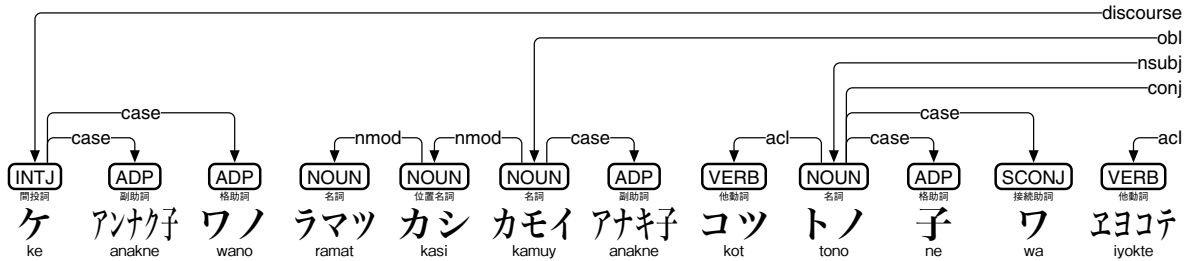 discourse
obl
nsubj
conj
case case
case nmod nmod case acl case acl
INTJ ADP ADP NOUN NOUN NOUN ADP VERB NOUN ADP SCONJ VERB
間投詞 副助詞 格助詞 名詞 位置名詞 名詞 副助詞 他動詞 名詞 格助詞 接続助詞 他動詞
ケ アンナク子 ワノ ラマツ カシ カモイ アナキ子 コツ トノ 子 ワ ヱヨコテ
ke anakne wano ramat kasi kamuy anakne kot tono ne wa iyokte